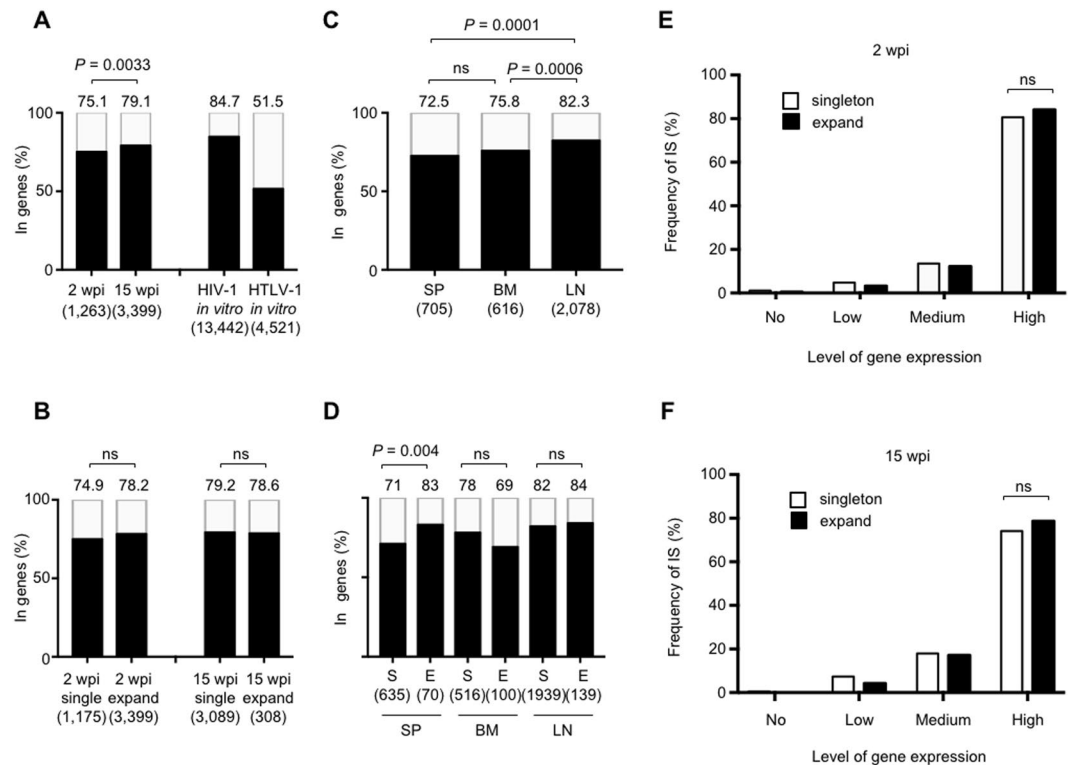 A
P = 0.0033
75.1 79.1 84.7 51.5
100
50
0
In genes (%)
2 wpi 15 wpi HIV-1 HTLV-1
in vitro in vitro
(1,263) (3,399) (13,442) (4,521)
C
P = 0.0001
ns P = 0.0006
72.5 75.8 82.3
100
50
0
In genes (%)
SP BM LN
(705) (616) (2,078)
E
2 wpi
singleton
expand
ns
100
80
60
40
20
0
Frequency of IS (%)
No Low Medium High
Level of gene expression
B
ns ns
74.9 78.2 79.2 78.6
100
50
0
In genes (%)
2 wpi 2 wpi 15 wpi 15 wpi
single expand single expand
(1,175) (3,399) (3,089) (308)
D
P = 0.004 ns ns
71 83 78 69 82 84
In genes (%)
S E S E S E
(635) (70) (516) (100) (1939) (139)
SP BM LN
F
15 wpi
singleton
expand
ns
100
80
60
40
20
0
Frequency of IS (%)
No Low Medium High
Level of gene expression